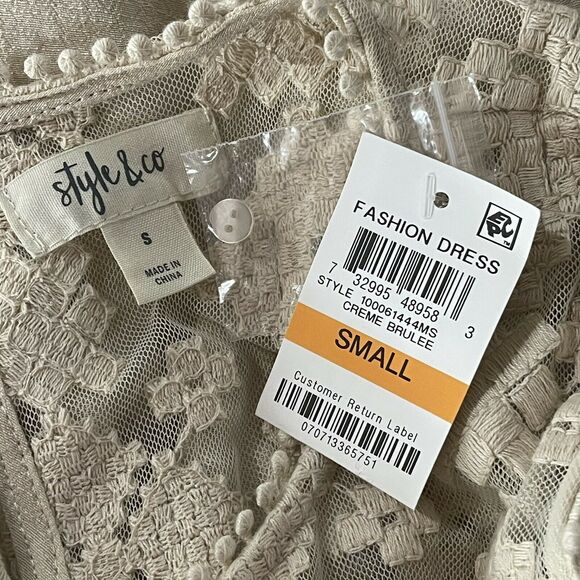 style & co
S
MADE IN
CHINA
FASHION DRESS
7 32995 48958 3
STYLE 100061444MS
CREME BRULEE
SMALL
Customer Return Label
070713365751